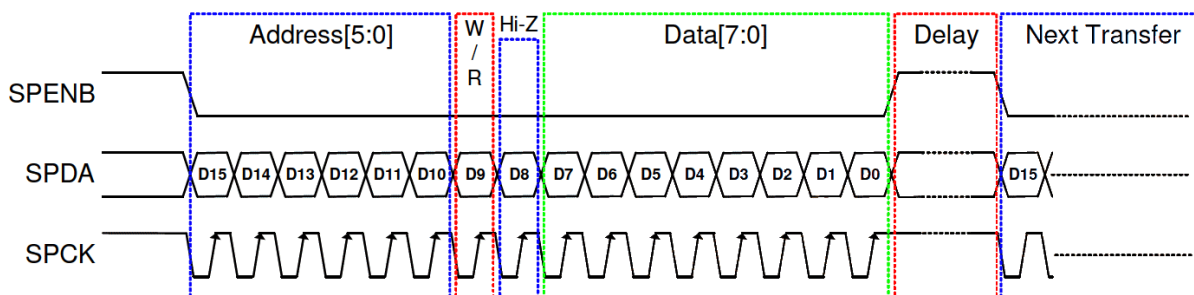 Address[5:0] W / R Hi-Z Data[7:0] Delay Next Transfer
SPENB
SPDA D15 D14 D13 D12 D11 D10 D9 D8 D7 D6 D5 D4 D3 D2 D1 D0 D15
SPCK